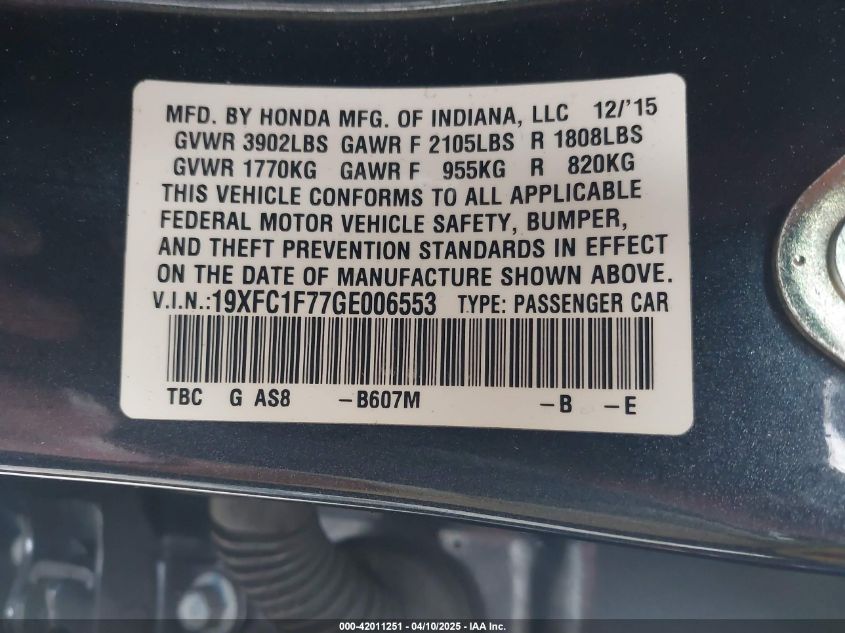 MFD. BY HONDA MFG. OF INDIANA, LLC 12/'15
GVWR 3902LBS GAWR F 2105LBS R 1808LBS
GVWR 1770KG GAWR F 955KG R 820KG
THIS VEHICLE CONFORMS TO ALL APPLICABLE
FEDERAL MOTOR VEHICLE SAFETY, BUMPER,
AND THEFT PREVENTION STANDARDS IN EFFECT
ON THE DATE OF MANUFACTURE SHOWN ABOVE.
V.I.N.:19XFC1F77GE006553 TYPE: PASSENGER CAR
TBC G AS8 -B607M -B -E
000-42011251 - 04/10/2025 - IAA Inc.